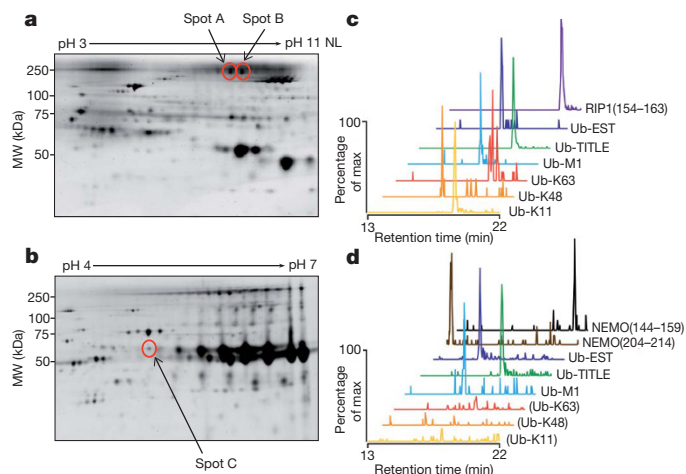 a
Spot A Spot B
pH 3 pH 11 NL
MW (kDa)
250
100
75
50
b
pH 4 pH 7
MW (kDa)
250
100
75
50
Spot C
c
Percentage of max
100
RIP1(154–163)
Ub-EST
Ub-TITLE
Ub-M1
Ub-K63
Ub-K48
Ub-K11
13 22
Retention time (min)
d
Percentage of max
100
NEMO(144–159)
NEMO(204–214)
Ub-EST
Ub-TITLE
Ub-M1
(Ub-K63)
(Ub-K48)
(Ub-K11)
13 22
Retention time (min)